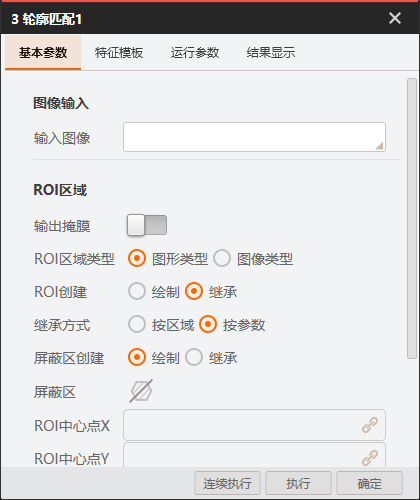 3 轮廓匹配1
基本参数 特征模板 运行参数 结果显示
图像输入
输入图像
ROI区域
输出掩膜
ROI区域类型 图形类型 图像类型
ROI创建 绘制 继承
继承方式 按区域 按参数
屏蔽区创建 绘制 继承
屏蔽区
ROI中心点X
ROI中心点Y
连续执行 执行 确定